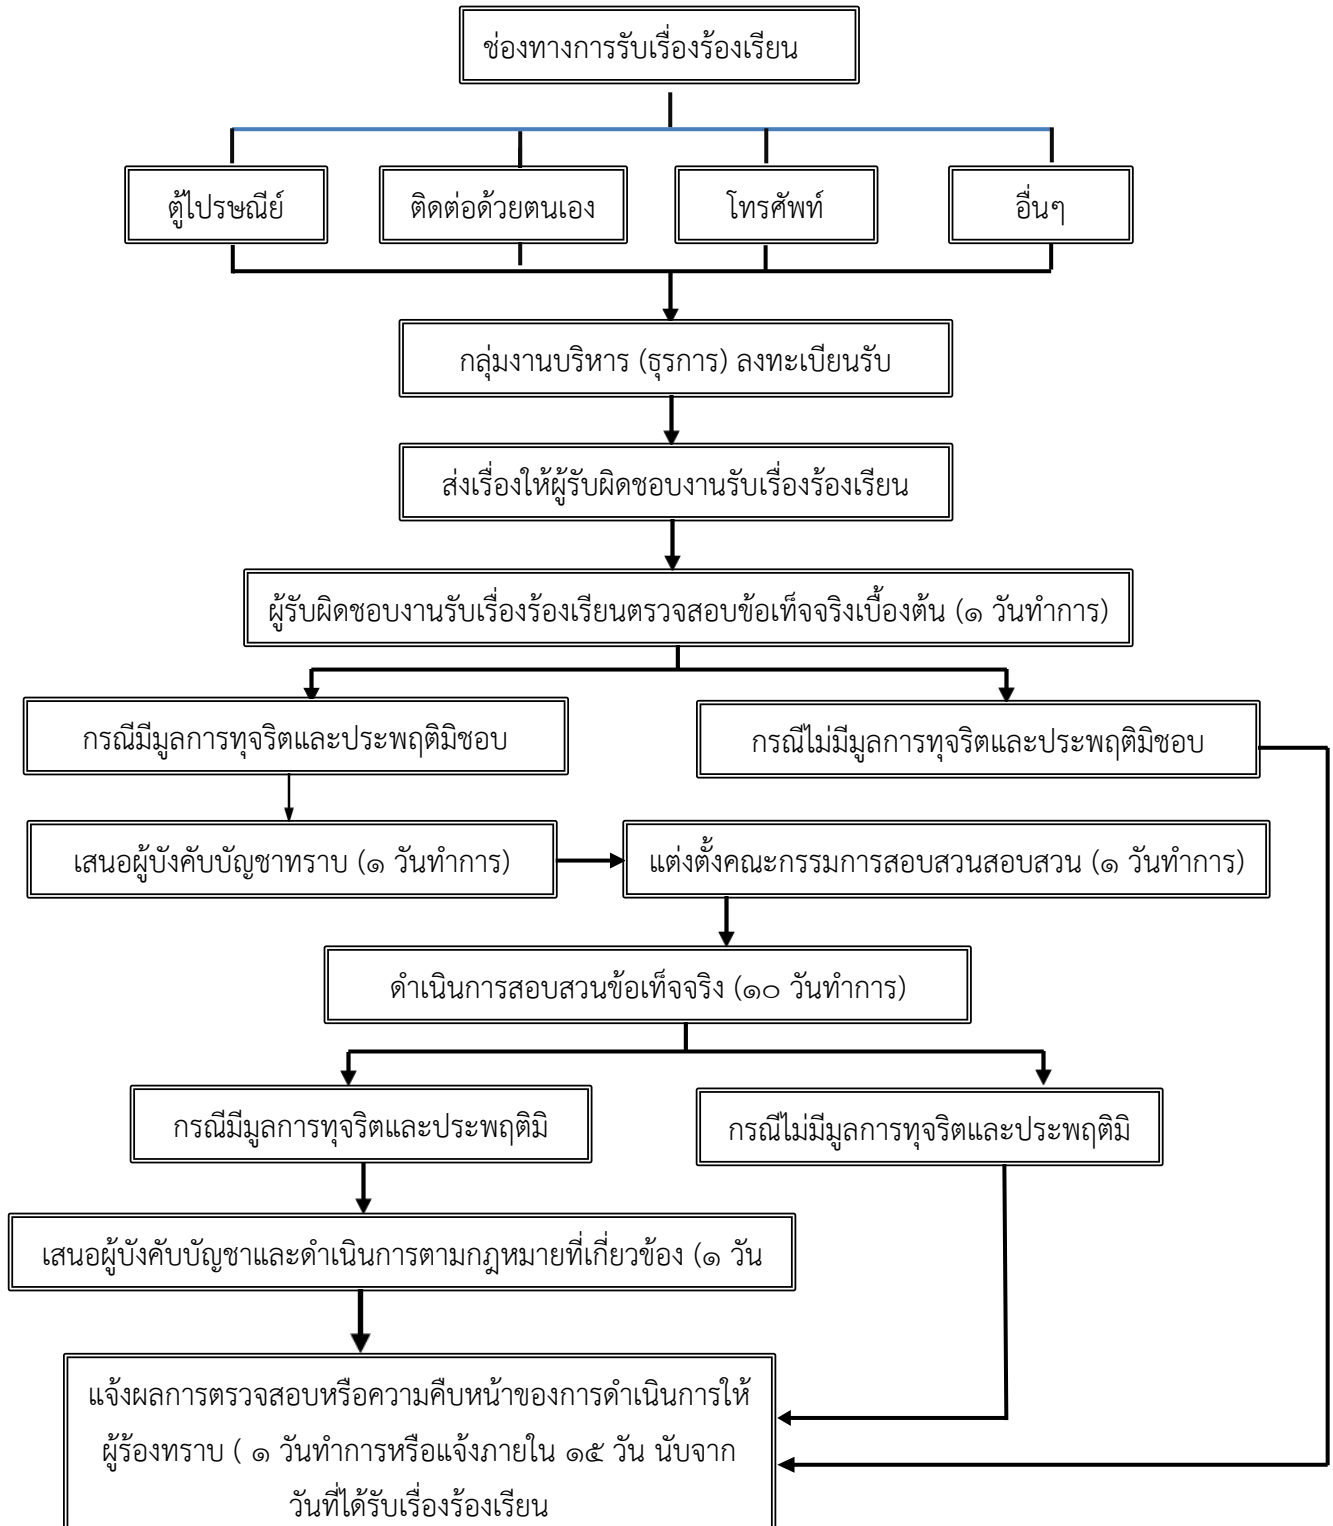 ช่องทางการรับเรื่องร้องเรียน
ตู้ไปรษณีย์
ติดต่อด้วยตนเอง
โทรศัพท์
อื่นๆ
กลุ่มงานบริหาร (ธุรการ) ลงทะเบียนรับ
ส่งเรื่องให้ผู้รับผิดชอบงานรับเรื่องร้องเรียน
ผู้รับผิดชอบงานรับเรื่องร้องเรียนตรวจสอบข้อเท็จจริงเบื้องต้น (๑ วันทำการ)
กรณีมีมูลการทุจริตและประพฤติมิชอบ
กรณีไม่มีมูลการทุจริตและประพฤติมิชอบ
เสนอผู้บังคับบัญชาทราบ (๑ วันทำการ)
แต่งตั้งคณะกรรมการสอบสวนสอบสวน (๑ วันทำการ)
ดำเนินการสอบสวนข้อเท็จจริง (๑๐ วันทำการ)
กรณีมีมูลการทุจริตและประพฤติมิ
กรณีไม่มีมูลการทุจริตและประพฤติมิ
เสนอผู้บังคับบัญชาและดำเนินการตามกฎหมายที่เกี่ยวข้อง (๑ วัน
แจ้งผลการตรวจสอบหรือความคืบหน้าของการดำเนินการให้
ผู้ร้องทราบ ( ๑ วันทำการหรือแจ้งภายใน ๑๕ วัน นับจาก
วันที่ได้รับเรื่องร้องเรียน